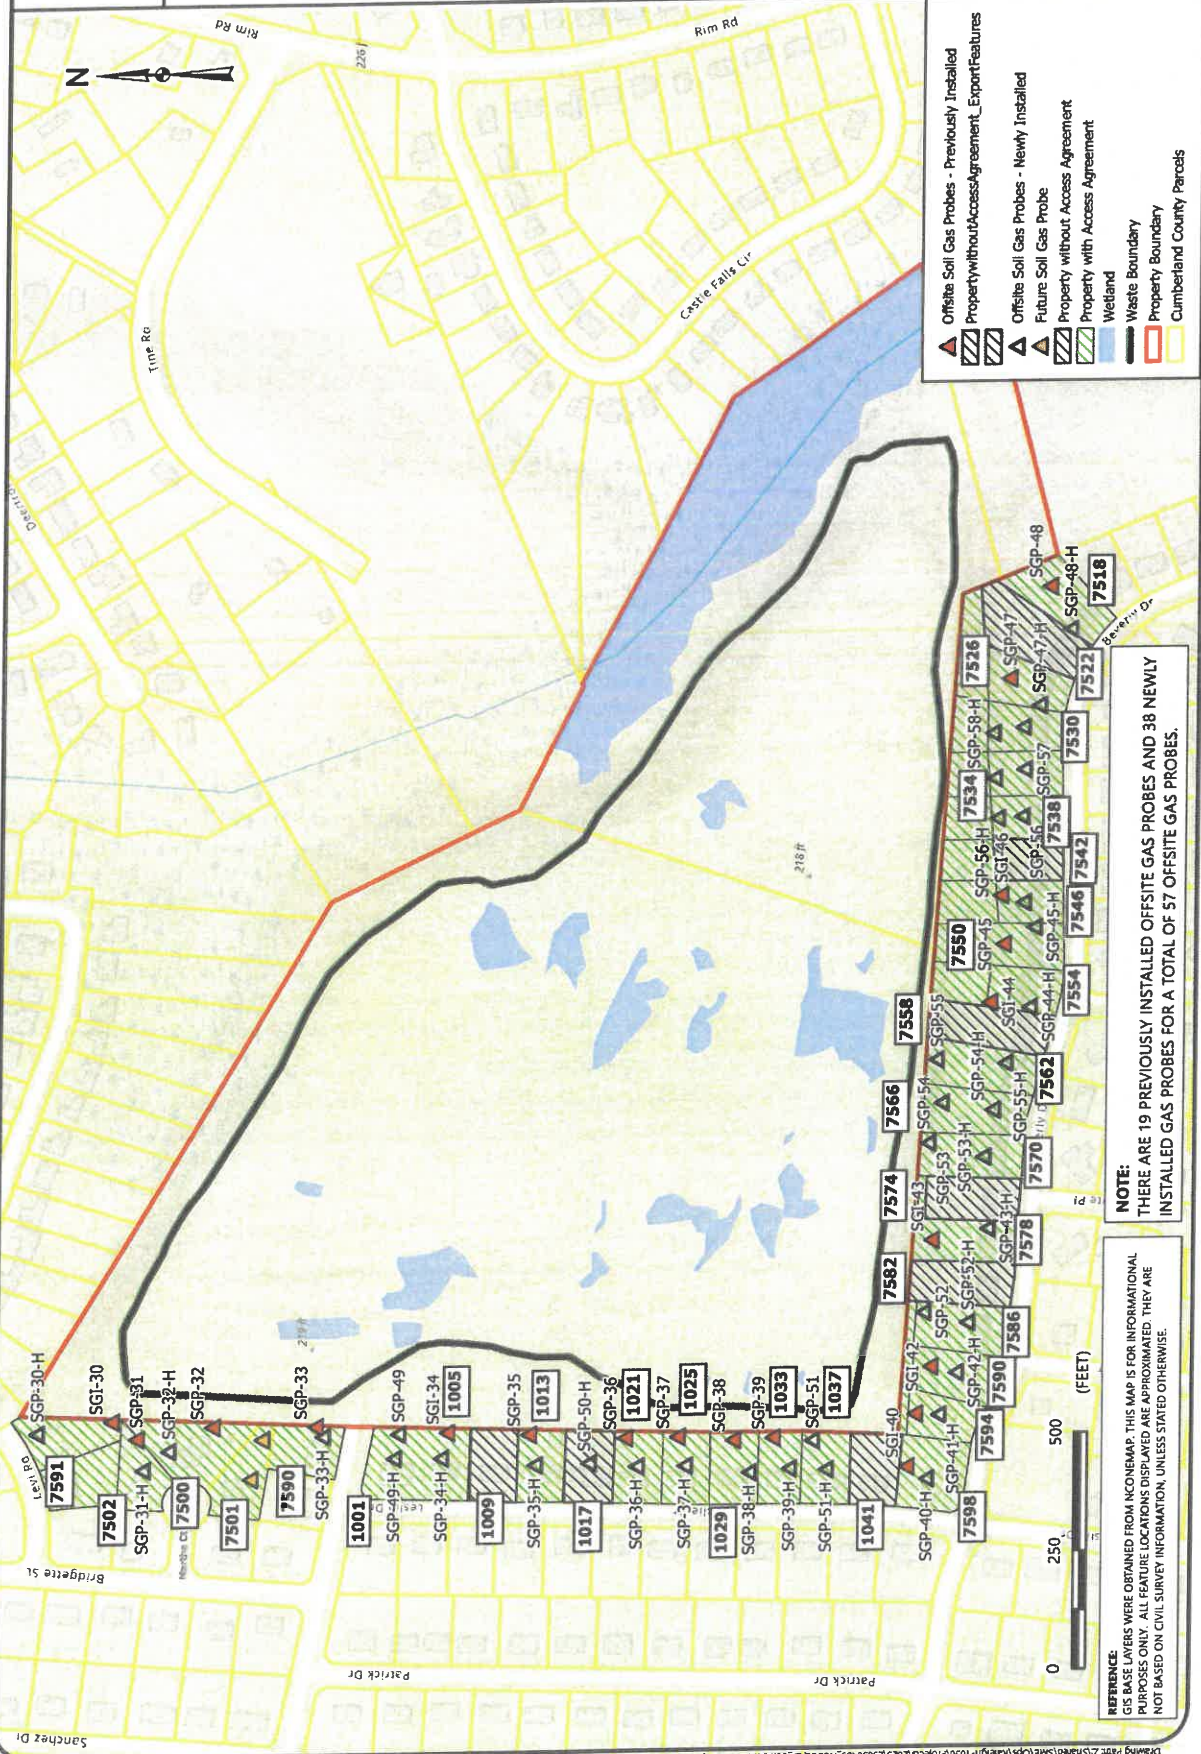 N
Rim Rd
Rim Rd
226 ft
Tine Rd
Castle Falls Cir
218 ft
Levi Rd
Bridgette St
Patrick Dr
Patrick Dr
Sanchez Dr
Beverly Dr
SGP-30-H
7591
SGI-30
7502
SGP-31
SGP-31-H
SGP-32-H
7500
SGP-32
7501
7590
SGP-33
SGP-33-H
1001
SGP-49
SGP-49-H
SGI-34
SGP-34-H
1005
1009
SGP-35
SGP-35-H
1013
1017
SGP-50-H
SGP-36
SGP-36-H
1021
SGP-37
SGP-37-H
1025
1029
SGP-38
SGP-38-H
SGP-39
SGP-39-H
1033
SGP-51
SGP-51-H
1037
1041
SGI-40
SGP-40-H
7598
SGP-41-H
7594
SGI-42
SGP-42-H
7590
SGP-52
SGP-52-H
7586
7582
SGI-43
SGP-43-H
7578
7574
SGP-53
SGP-53-H
7570
7566
SGP-54
SGP-54-H
7562
SGP-55
SGP-55-H
7558
SGI-44
SGP-44-H
7554
7550
SGP-45
SGP-45-H
7546
SGI-46
SGP-56-H
SGP-56
7542
7538
7534
SGP-57
SGP-58-H
7530
7526
SGP-47
SGP-47-H
7522
SGP-48
SGP-48-H
7518
Offsite Soil Gas Probes - Previously Installed
PropertywithoutAccessAgreement_ExportFeatures
Offsite Soil Gas Probes - Newly Installed
Future Soil Gas Probe
Property without Access Agreement
Property with Access Agreement
Wetland
Waste Boundary
Property Boundary
Cumberland County Parcels
NOTE:
THERE ARE 19 PREVIOUSLY INSTALLED OFFSITE GAS PROBES AND 38 NEWLY
INSTALLED GAS PROBES FOR A TOTAL OF 57 OFFSITE GAS PROBES.
0 250 500
(FEET)
REFERENCE:
GIS BASE LAYERS WERE OBTAINED FROM NCONEMAP. THIS MAP IS FOR INFORMATIONAL
PURPOSES ONLY. ALL FEATURE LOCATIONS DISPLAYED ARE APPROXIMATED. THEY ARE
NOT BASED ON CIVIL SURVEY INFORMATION, UNLESS STATED OTHERWISE.